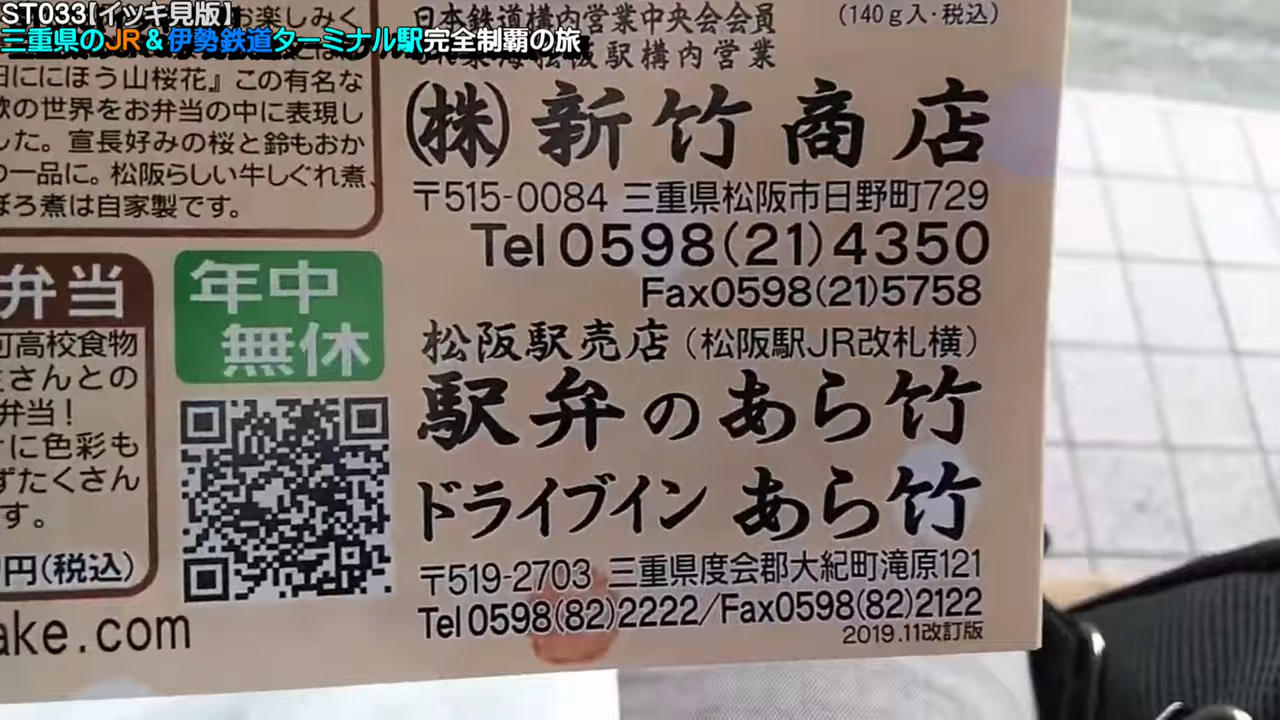 ST033【イッキ見版】
三重県のJR&伊勢鉄道ターミナル駅完全制覇の旅
お楽しみく
日ににほう山桜花』この有名な
歌の世界をお弁当の中に表現し
した。宣長好みの桜と鈴もおか
の一品に。松阪らしい牛しぐれ煮、
ぼろ煮は自家製です。
弁当
可高校食物
生さんとの
弁当!
に色彩も
ずたくさん
す。
円(税込)
ake.com
年中
無休
日本鉄道構内営業中央会会員
(140g入・税込)
松阪駅構内営業
(株)新竹商店
〒515-0084 三重県松阪市日野町729
Tel 0598(21)4350
Fax0598(21)5758
松阪駅売店(松阪駅JR改札横)
駅弁のあら竹
ドライブイン あら竹
〒519-2703 三重県度会郡大紀町滝原121
Tel 0598(82)2222/Fax0598(82)2122
2019.11改訂版